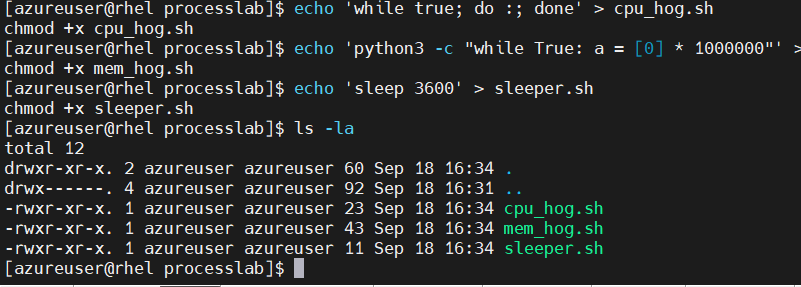 [azureuser@rhel processlab]$ echo 'while true; do :; done' > cpu_hog.sh
chmod +x cpu_hog.sh
[azureuser@rhel processlab]$ echo 'python3 -c "while True: a = [0] * 1000000"' >
chmod +x mem_hog.sh
[azureuser@rhel processlab]$ echo 'sleep 3600' > sleeper.sh
chmod +x sleeper.sh
[azureuser@rhel processlab]$ ls -la
total 12
drwxr-xr-x. 2 azureuser azureuser 60 Sep 18 16:34 .
drwx------. 4 azureuser azureuser 92 Sep 18 16:31 ..
-rwxr-xr-x. 1 azureuser azureuser 23 Sep 18 16:34 cpu_hog.sh
-rwxr-xr-x. 1 azureuser azureuser 43 Sep 18 16:34 mem_hog.sh
-rwxr-xr-x. 1 azureuser azureuser 11 Sep 18 16:34 sleeper.sh
[azureuser@rhel processlab]$